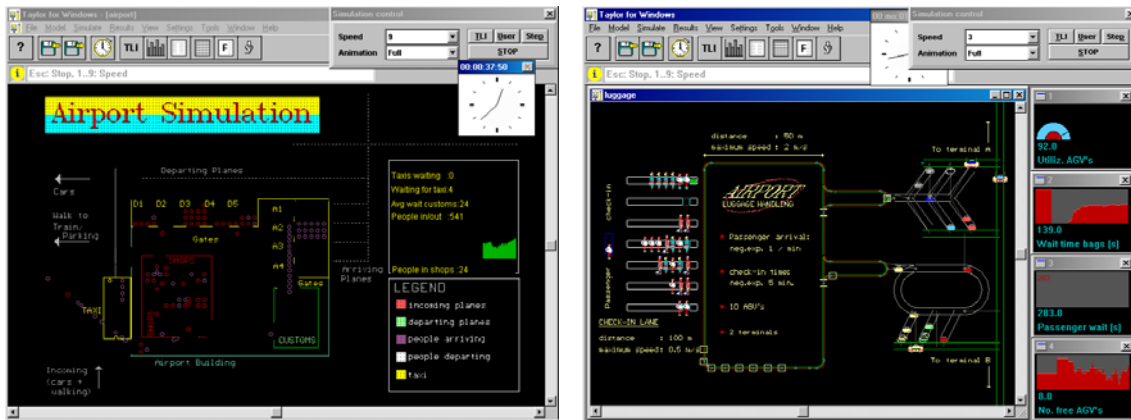 Taylor for Windows - [airport]
File Model Simulate Results View Settings Tools Window Help
? TLI F
Esc: Stop, 1..9: Speed
Simulation control
Speed 9
Animation Full
TLI User Step
STOP
00:00:37:50
Airport Simulation
Departing Planes
Cars
Walk to
Train/
Parking
D1 D2 D3 D4 D5
A1
A2
A3
A4
Gates
Gates
SHOPS
SHOPS
TAXI
CUSTOMS
Arriving
Planes
Airport Building
Incoming
(cars +
walking)
Taxis waiting :0
Waiting for taxi:4
Avg wait customs:24
People in/out :541
People in shops :24
LEGEND
incoming planes
departing planes
people arriving
people departing
taxi
Taylor for Windows
File Model Simulate Results View Settings Tools Window Help
? TLI F
Esc: Stop, 1..9: Speed
Simulation control
Speed 3
Animation Full
TLI User Step
STOP
luggage
distance : 50 m
maximum speed : 2 m/s
To terminal A
check-in
Passenger
AIRPORT
LUGGAGE HANDLING
Passenger arrival:
neg.exp. 1 / min.
check-in times
neg.exp. 5 min.
10 AGV's
2 terminals
CHECK-IN LANE
distance : 100 m
maximum speed: 0.5 m/s
To terminal B
1
92.0
Utiliz. AGV's
2
139.0
Wait time bags [s]
3
283.0
Passenger wait [s]
4
8.0
No. free AGV's